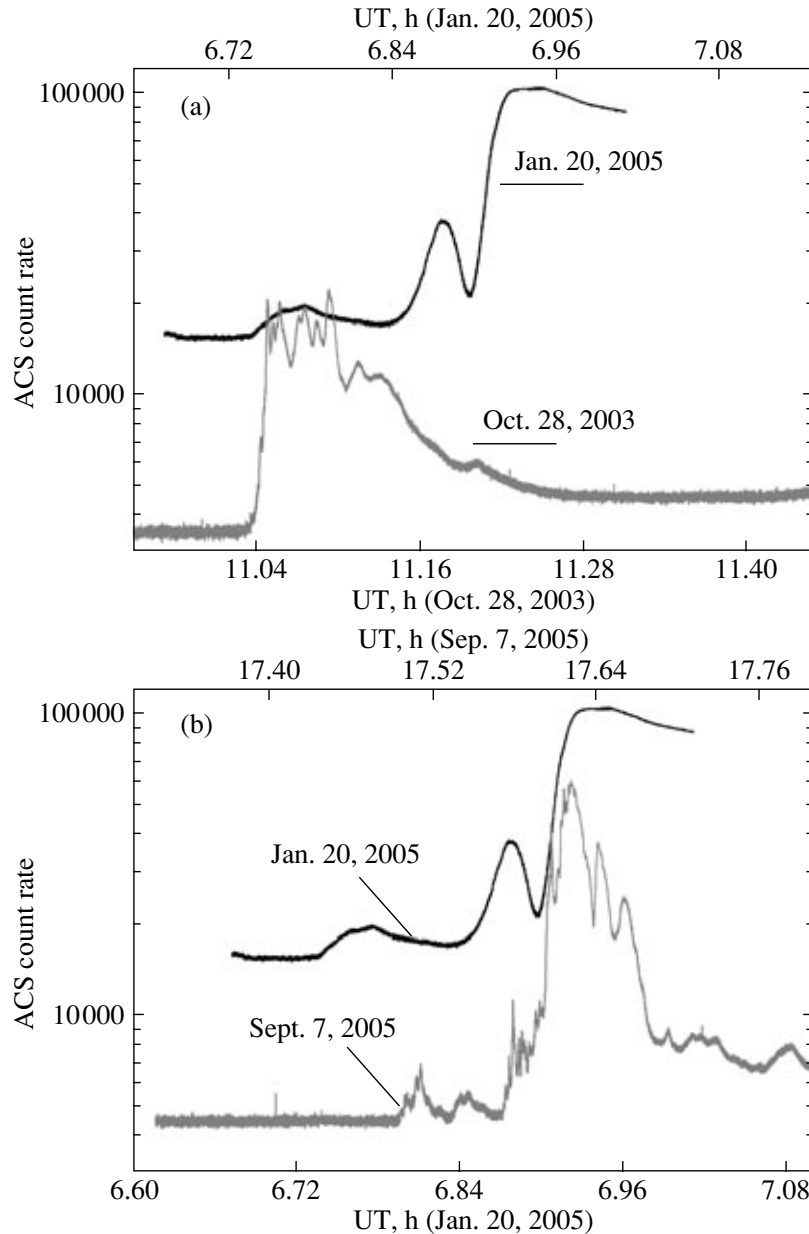 UT, h (Jan. 20, 2005)
6.72 6.84 6.96 7.08
100000
(a)
Jan. 20, 2005
ACS count rate
10000
Oct. 28, 2003
11.04 11.16 11.28 11.40
UT, h (Oct. 28, 2003)
UT, h (Sep. 7, 2005)
17.40 17.52 17.64 17.76
100000
(b)
Jan. 20, 2005
ACS count rate
10000
Sept. 7, 2005
6.60 6.72 6.84 6.96 7.08
UT, h (Jan. 20, 2005)